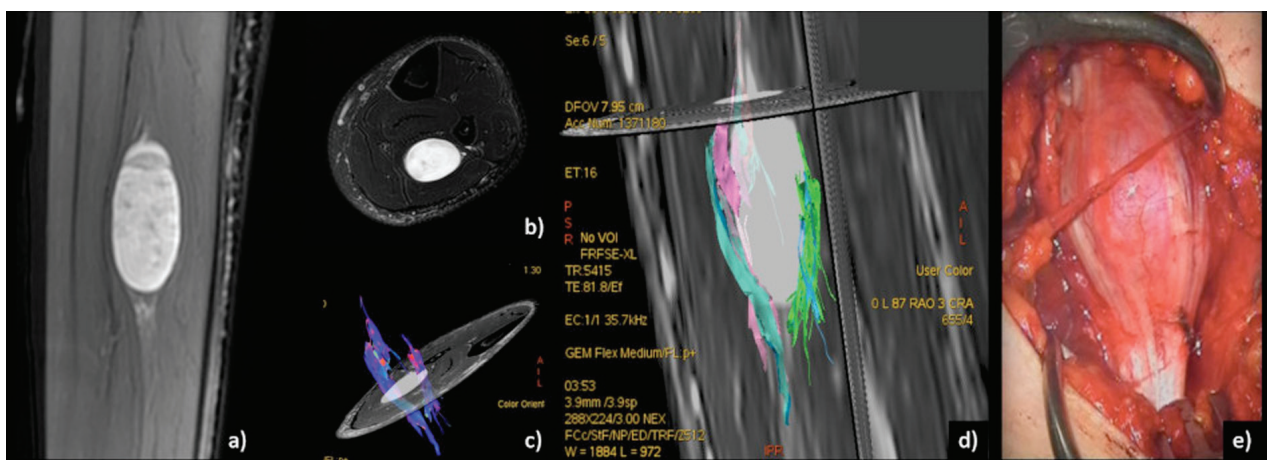 a)
b)
1.30
A
I
L
Color Orient
c)
Se:6 / 5
DFOV 7.95 cm
Acc Num: 1371180
ET:16
P
S
R
No VOI
FRFSE-XL
TR:5415
TE:81.8/Ef
EC:1/1 35.7kHz
GEM Flex Medium/PL:p+
03:53
3.9mm /3.9sp
288X224/3.00 NEX
FCc/StF/NP/ED/TRF/Z512
W = 1884 L = 972
A
I
L
User Color
0 L 87 RAO 3 CRA
655/4
IPR
d)
e)